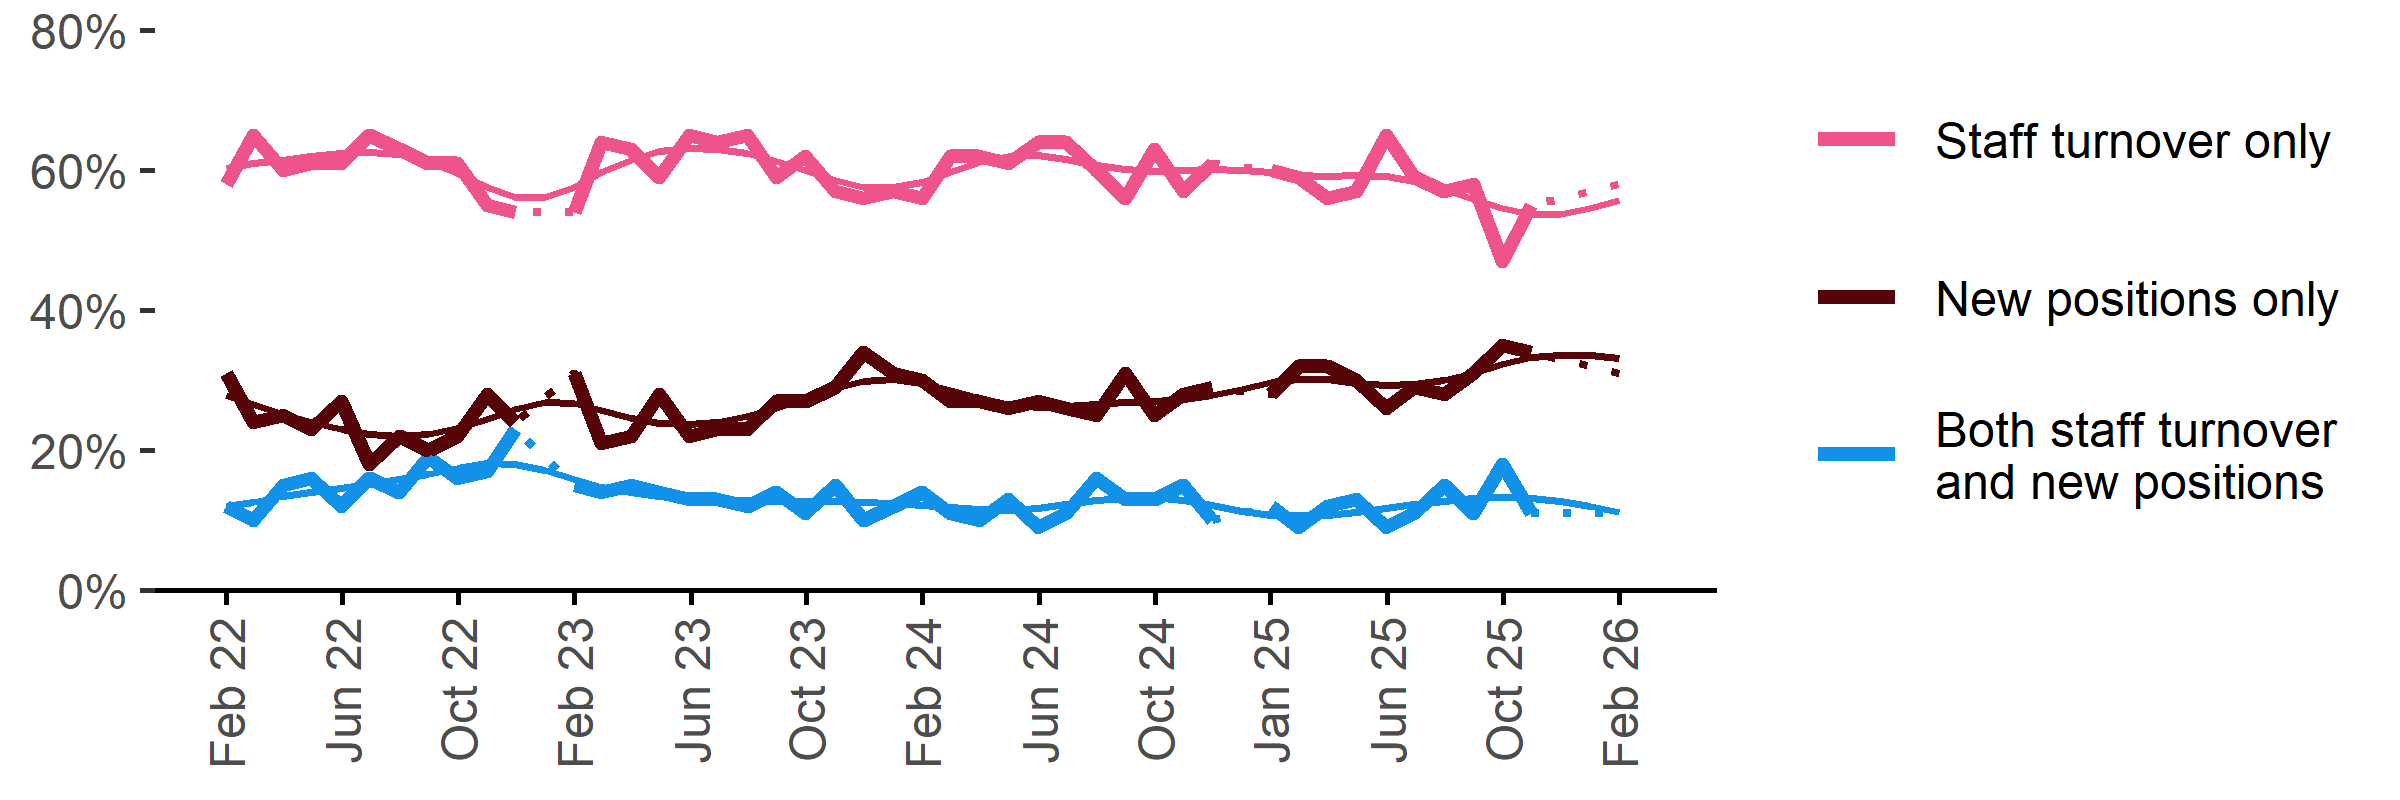 80%
60%
40%
20%
0%
Feb 22
Jun 22
Oct 22
Feb 23
Jun 23
Oct 23
Feb 24
Jun 24
Oct 24
Jan 25
Jun 25
Oct 25
Feb 26
Staff turnover only
New positions only
Both staff turnover
and new positions